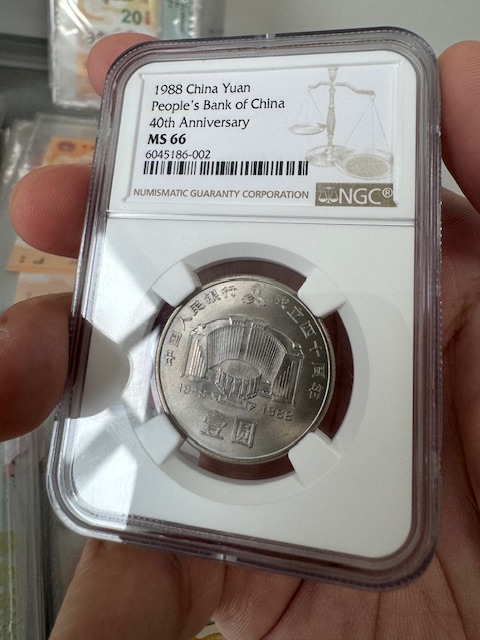 20
1988 China Yuan
People's Bank of China
40th Anniversary
MS 66
6045186-002
NUMISMATIC GUARANTY CORPORATION NGC®
中国人民银行 成立四十周年
1948 1988
壹圆